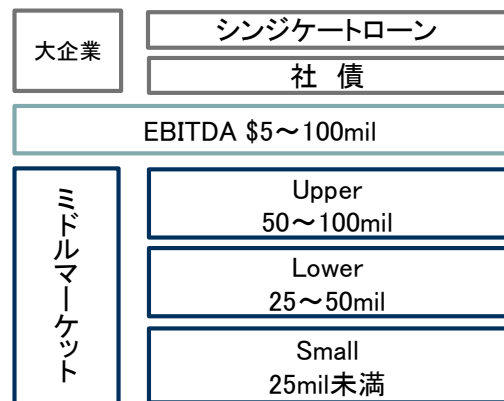 大企業
シンジケートローン
社 債
EBITDA $5～100mil
ミドルマーケット
Upper
50～100mil
Lower
25～50mil
Small
25mil未満